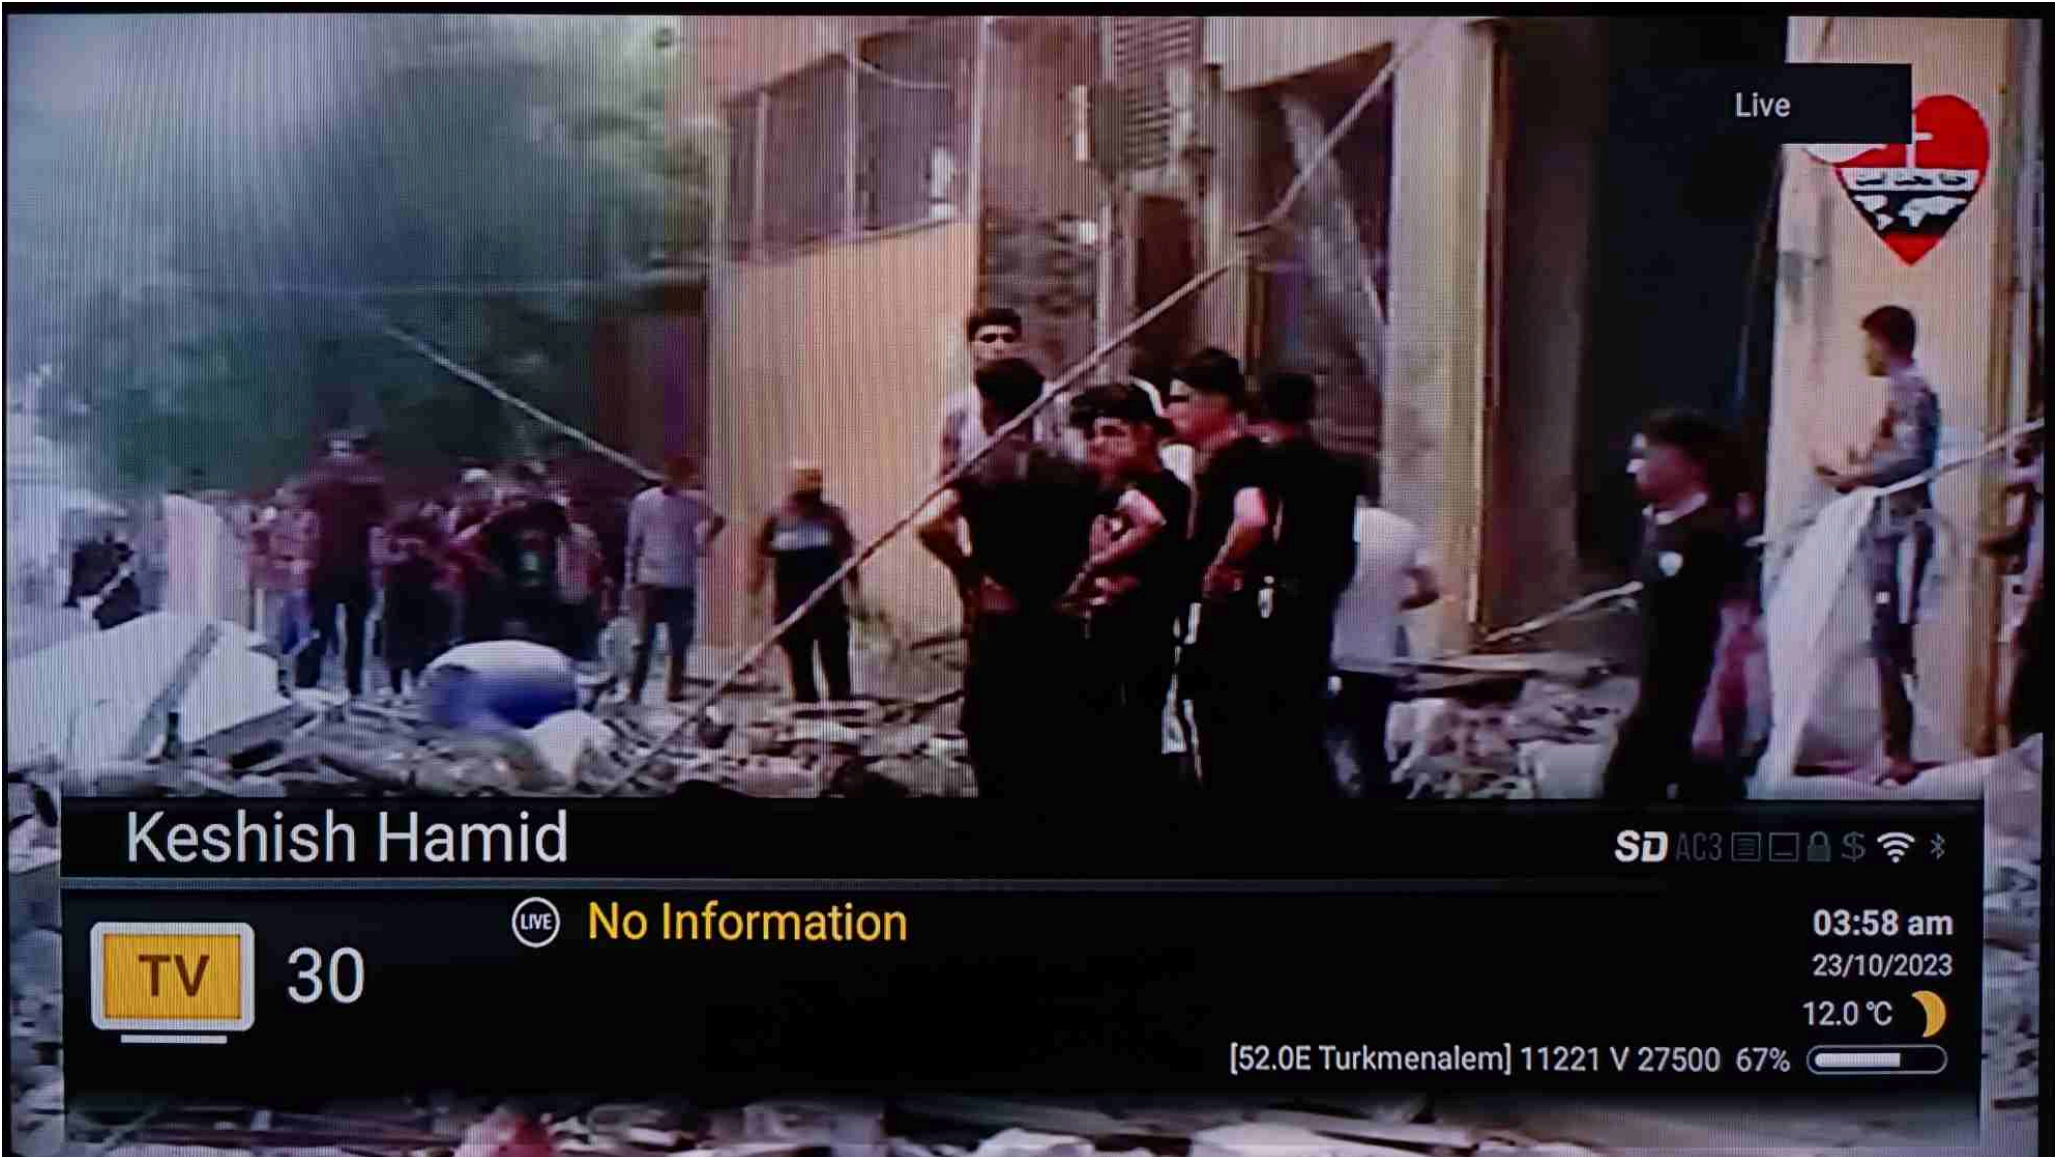 Live
Keshish Hamid
SD AC3 $
LIVE No Information
TV 30
03:58 am
23/10/2023
12.0 °C
[52.0E Turkmenalem] 11221 V 27500 67%